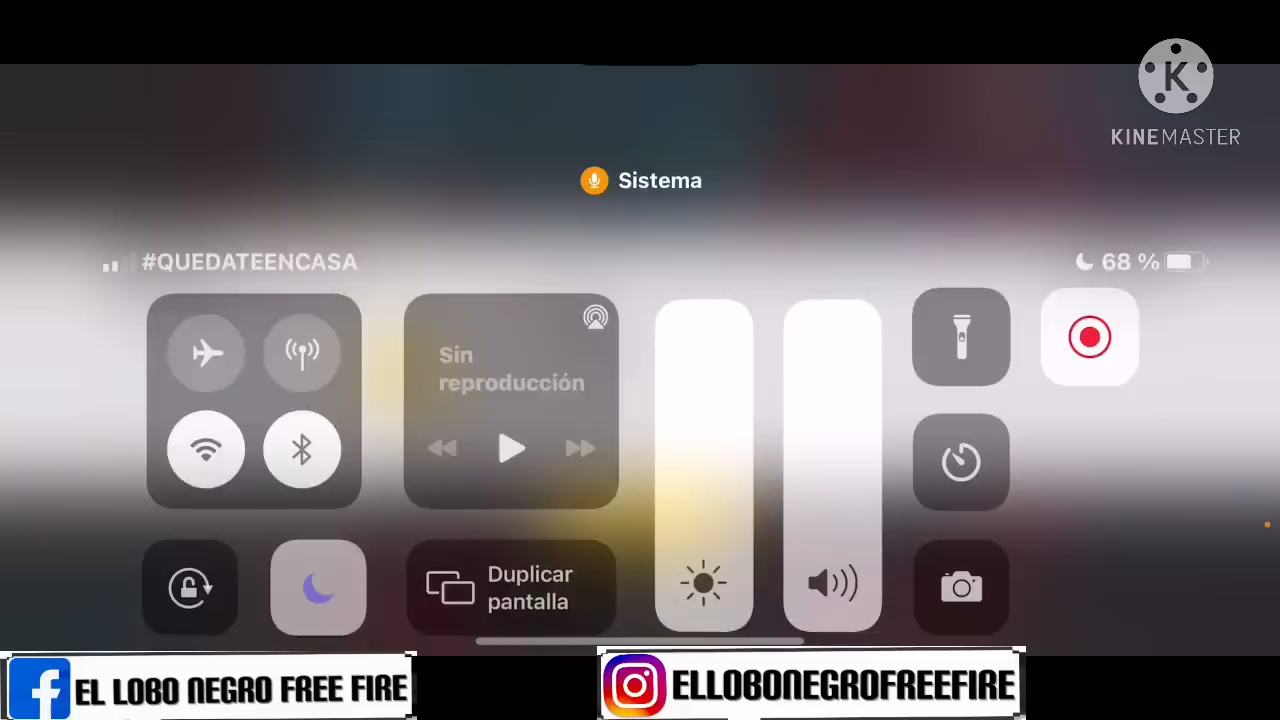 K
KINEMASTER
Sistema
#QUEDATEENCASA
68 %
Sin
reproducción
Duplicar
pantalla
EL LOBO NEGRO FREE FIRE
ELLOBONEGROFREEFIRE